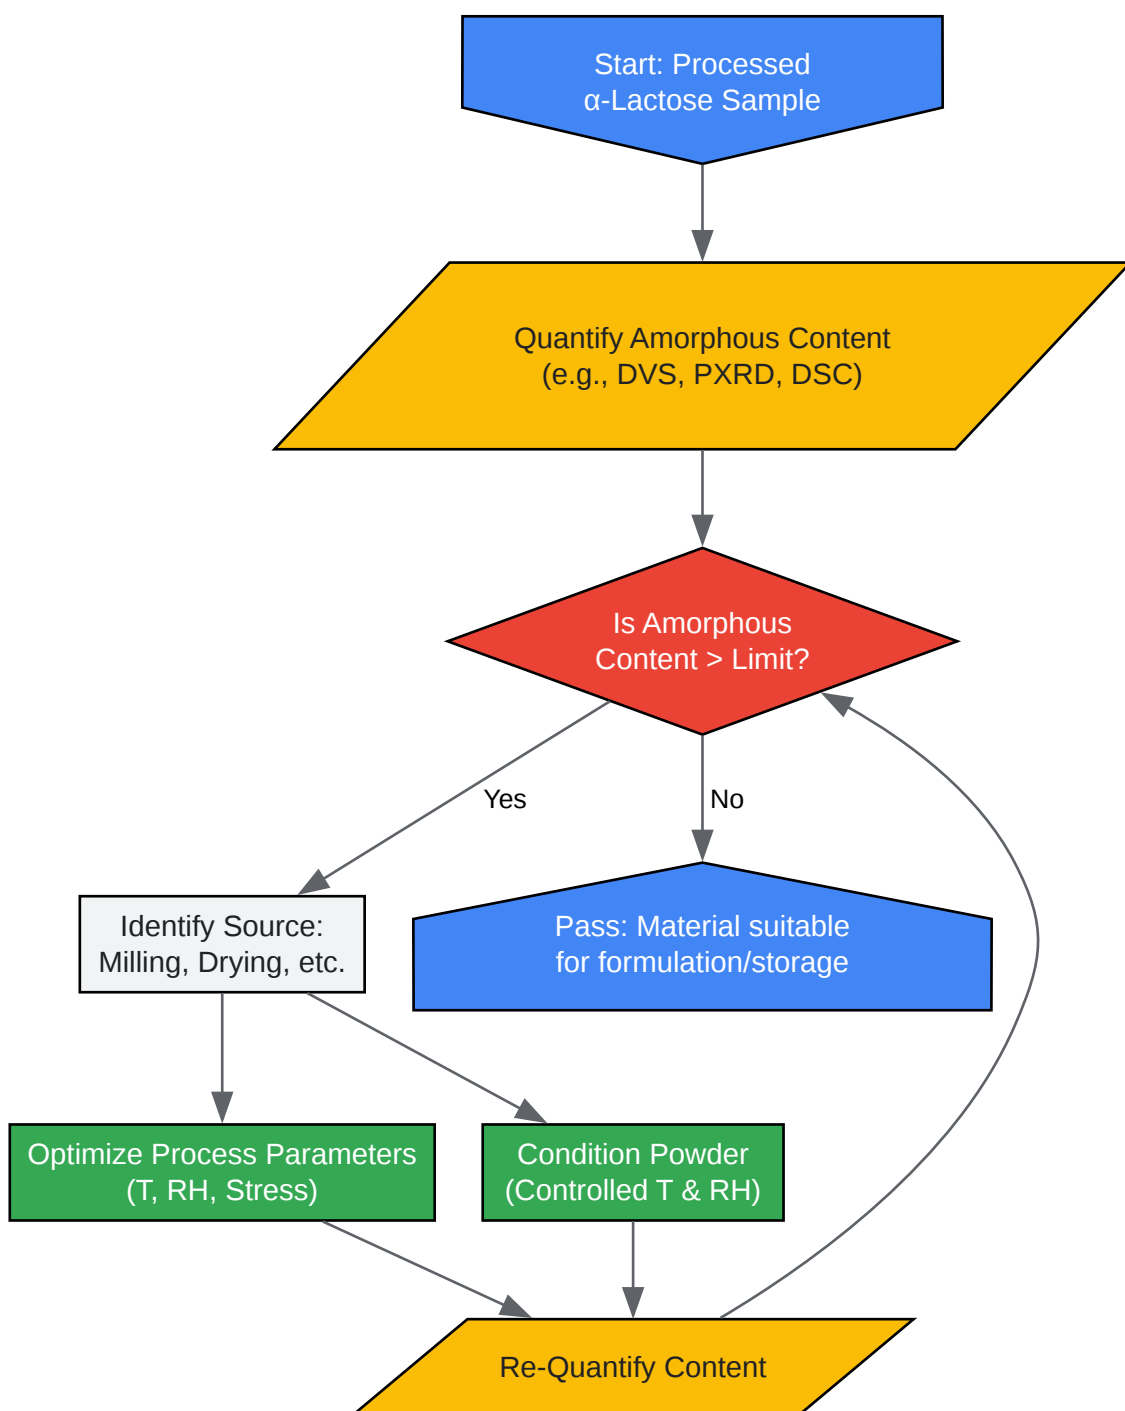 Start: Processed
α-Lactose Sample
Quantify Amorphous Content
(e.g., DVS, PXRD, DSC)
Is Amorphous
Content > Limit?
Yes
No
Identify Source:
Milling, Drying, etc.
Pass: Material suitable
for formulation/storage
Optimize Process Parameters
(T, RH, Stress)
Condition Powder
(Controlled T & RH)
Re-Quantify Content